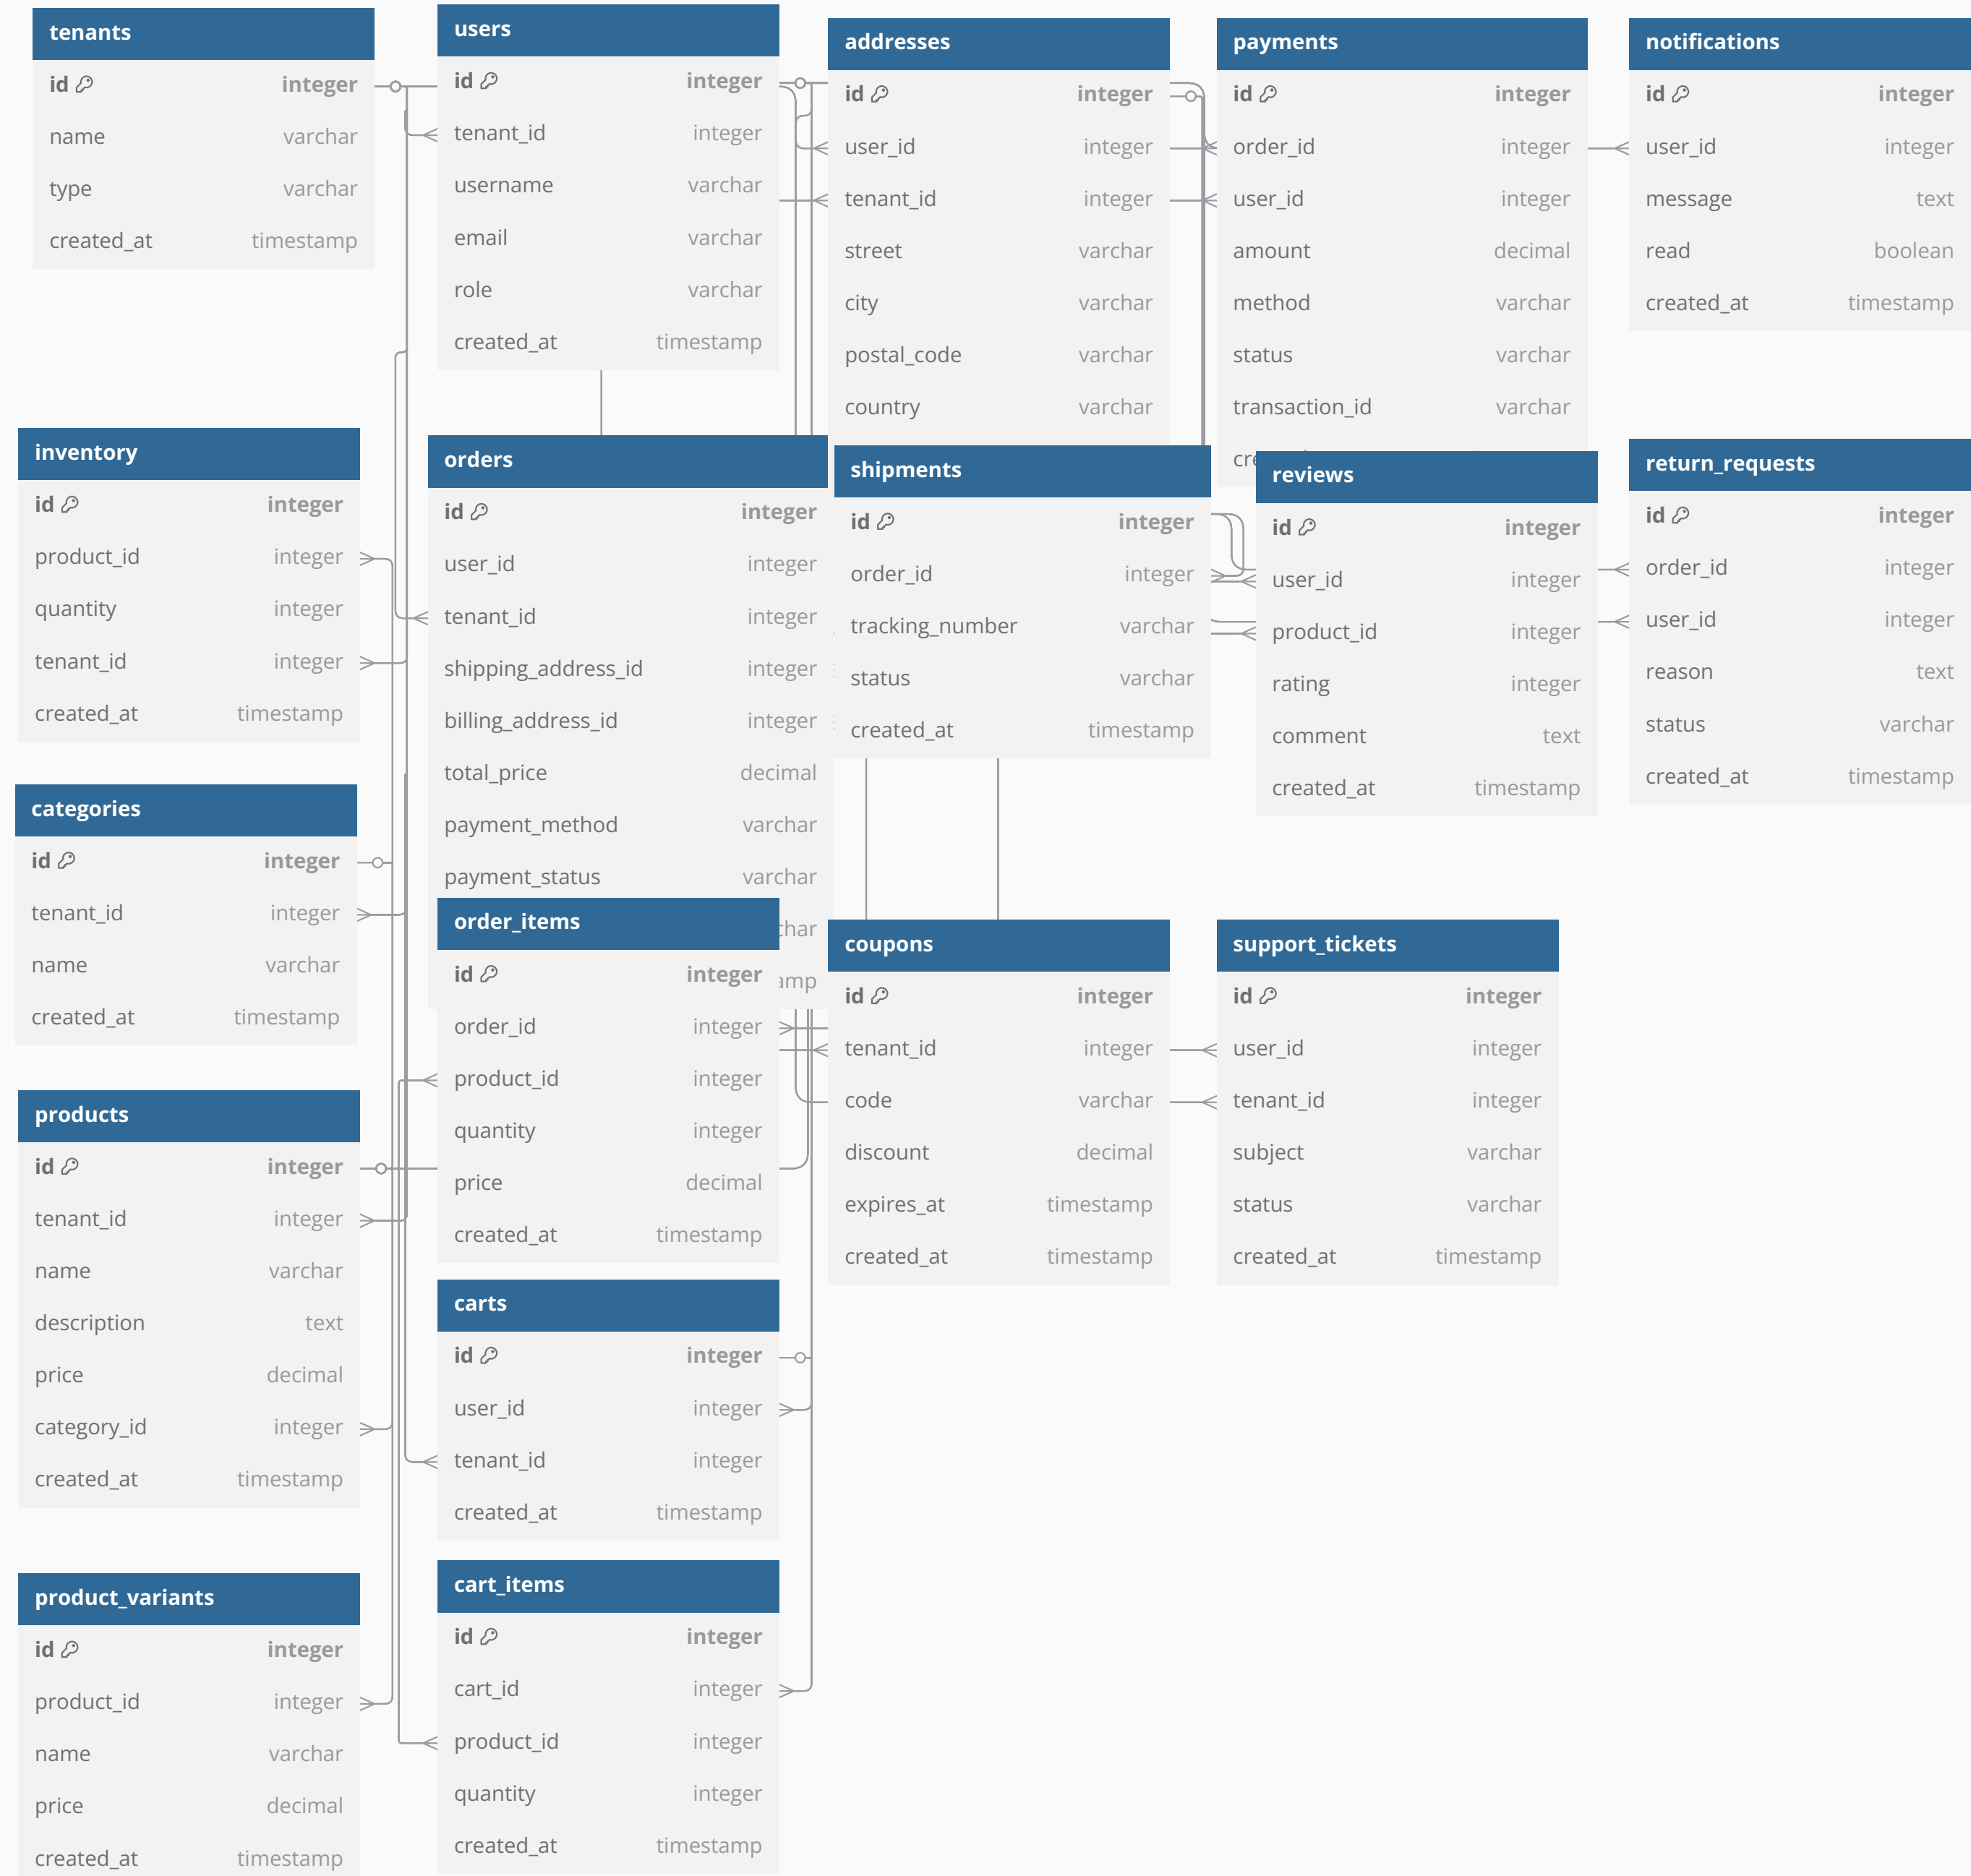 tenants
id integer
name varchar
type varchar
created_at timestamp
users
id integer
tenant_id integer
username varchar
email varchar
role varchar
created_at timestamp
addresses
id integer
user_id integer
tenant_id integer
street varchar
city varchar
postal_code varchar
country varchar
payments
id integer
order_id integer
user_id integer
amount decimal
method varchar
status varchar
transaction_id varchar
notifications
id integer
user_id integer
message text
read boolean
created_at timestamp
inventory
id integer
product_id integer
quantity integer
tenant_id integer
created_at timestamp
orders
id integer
user_id integer
tenant_id integer
shipping_address_id integer
billing_address_id integer
total_price decimal
payment_method varchar
payment_status varchar
shipments
id integer
order_id integer
tracking_number varchar
status varchar
created_at timestamp
reviews
id integer
user_id integer
product_id integer
rating integer
comment text
created_at timestamp
return_requests
id integer
order_id integer
user_id integer
reason text
status varchar
created_at timestamp
categories
id integer
tenant_id integer
name varchar
created_at timestamp
order_items
id integer
order_id integer
product_id integer
quantity integer
price decimal
created_at timestamp
coupons
id integer
tenant_id integer
code varchar
discount decimal
expires_at timestamp
created_at timestamp
support_tickets
id integer
user_id integer
tenant_id integer
subject varchar
status varchar
created_at timestamp
products
id integer
tenant_id integer
name varchar
description text
price decimal
category_id integer
created_at timestamp
carts
id integer
user_id integer
tenant_id integer
created_at timestamp
product_variants
id integer
product_id integer
name varchar
price decimal
created_at timestamp
cart_items
id integer
cart_id integer
product_id integer
quantity integer
created_at timestamp